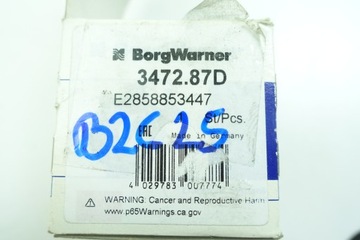 BorgWarner
3472.87D
E2858853447
St/Pcs.
B2C25
EAC
Made in Germany
4 029783 007774
WARNING: Cancer and Reproductive Harm
www.p65Warnings.ca.gov